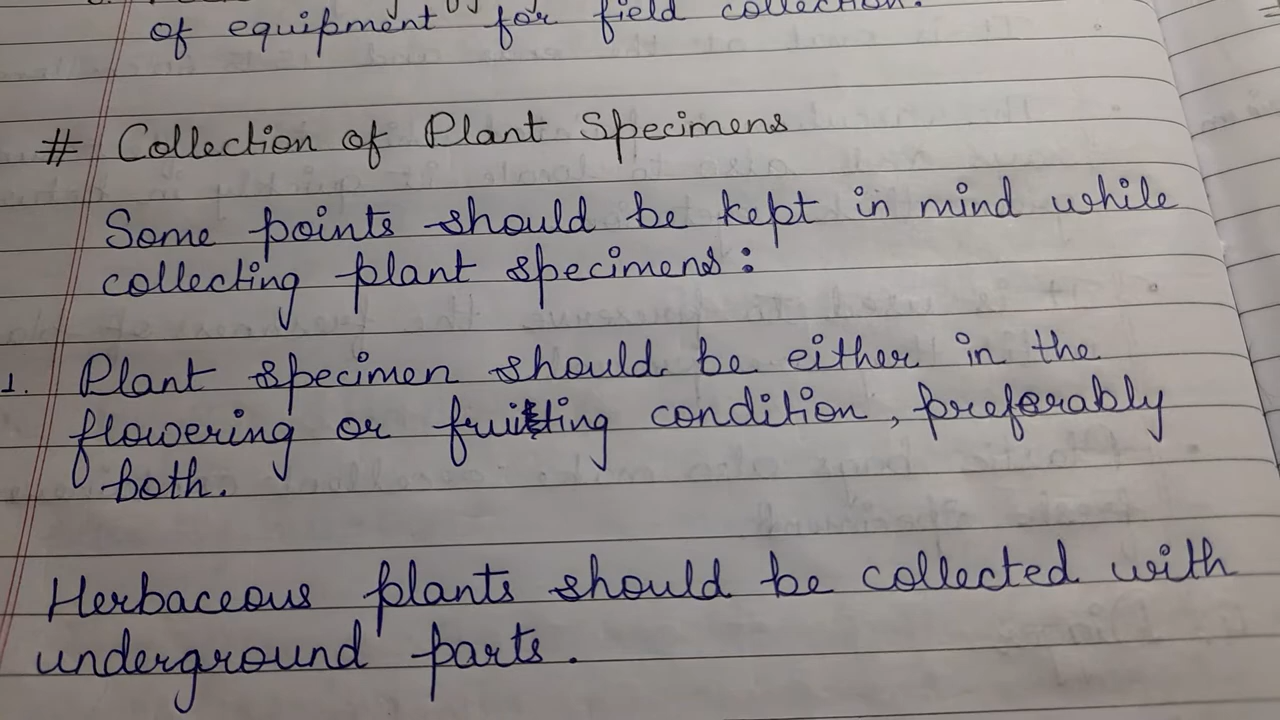 of equipment for field collection.
# Collection of Plant Specimens
Some points should be kept in mind while
collecting plant specimens:
1. Plant specimen should be either in the
flowering or fruiting condition, preferably
both.
Herbaceous plants should be collected with
underground parts.